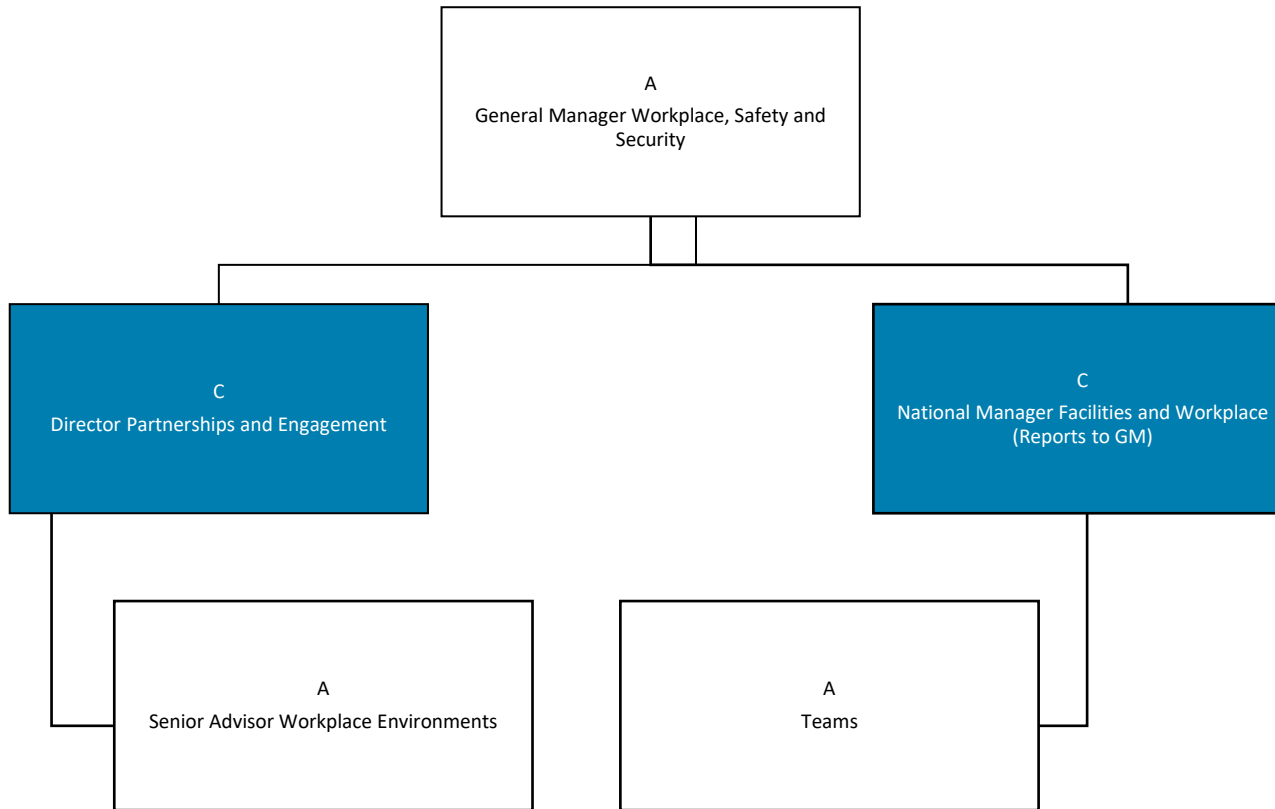 A
General Manager Workplace, Safety and
Security
C
Director Partnerships and Engagement
C
National Manager Facilities and Workplace
(Reports to GM)
A
Senior Advisor Workplace Environments
A
Teams